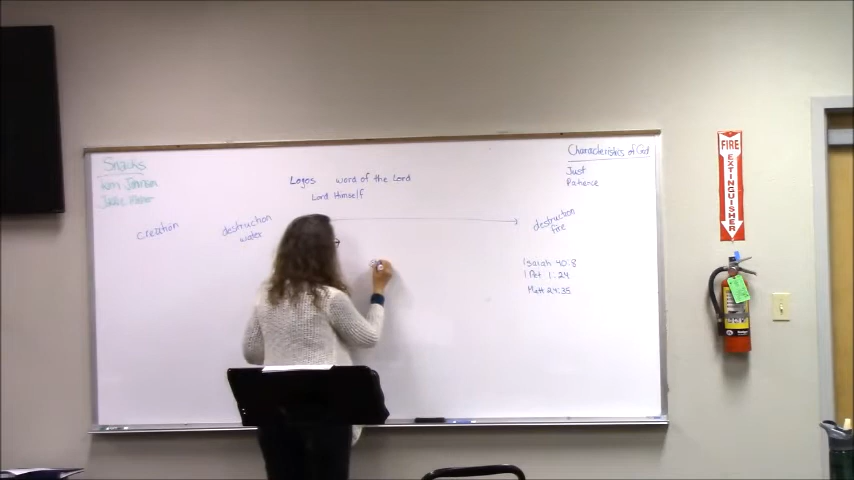 Snacks
Characteristics of God
Just
Patience
Logos word of the Lord
Lord Himself
creation
destruction
water
destruction
fire
Isaiah 40:8
1 Pet 1:24
Matt 24:35
FIRE
EXTINGUISHER